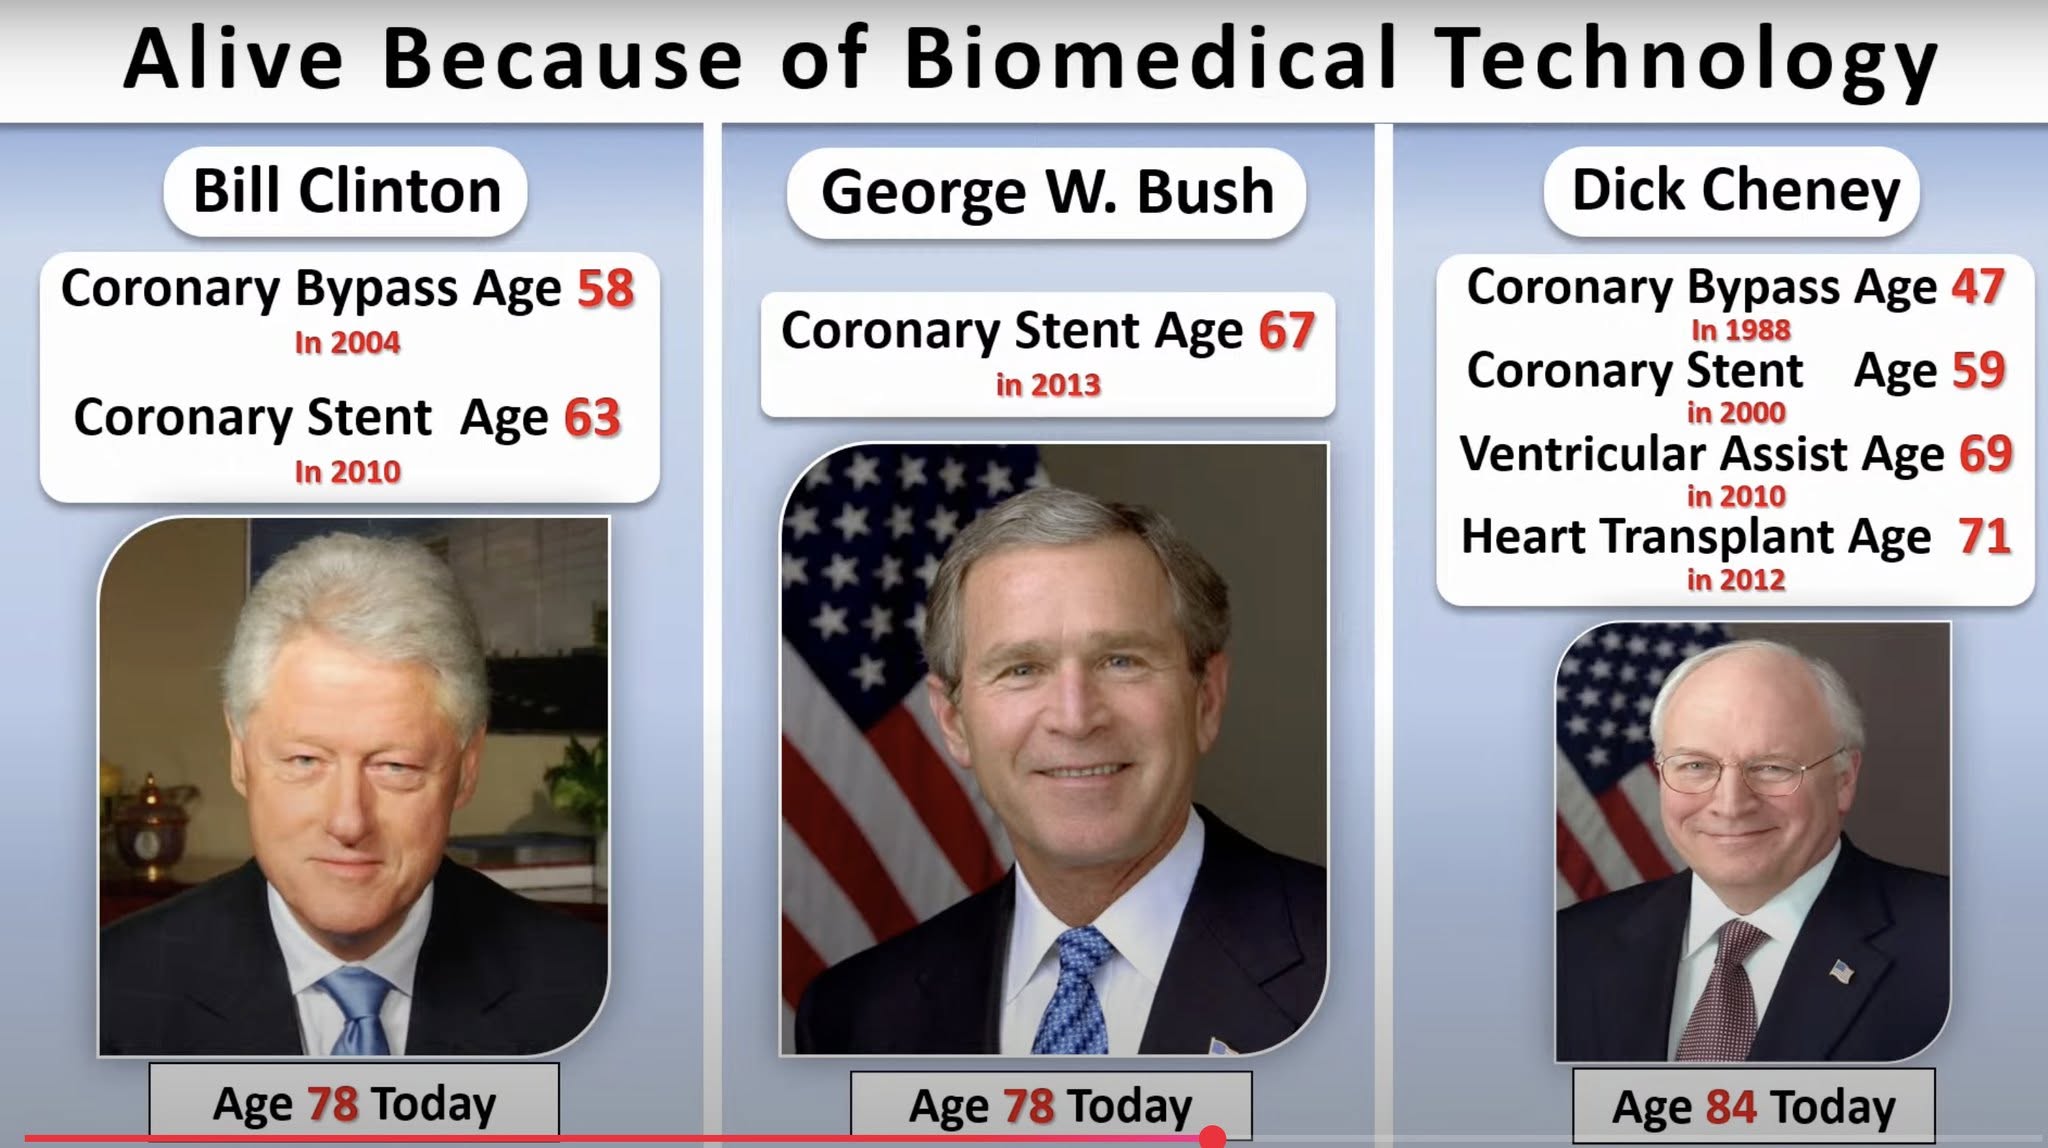 Alive Because of Biomedical Technology
Bill Clinton
Coronary Bypass Age 58
In 2004
Coronary Stent Age 63
In 2010
Age 78 Today
George W. Bush
Coronary Stent Age 67
in 2013
Age 78 Today
Dick Cheney
Coronary Bypass Age 47
In 1988
Coronary Stent Age 59
in 2000
Ventricular Assist Age 69
in 2010
Heart Transplant Age 71
in 2012
Age 84 Today